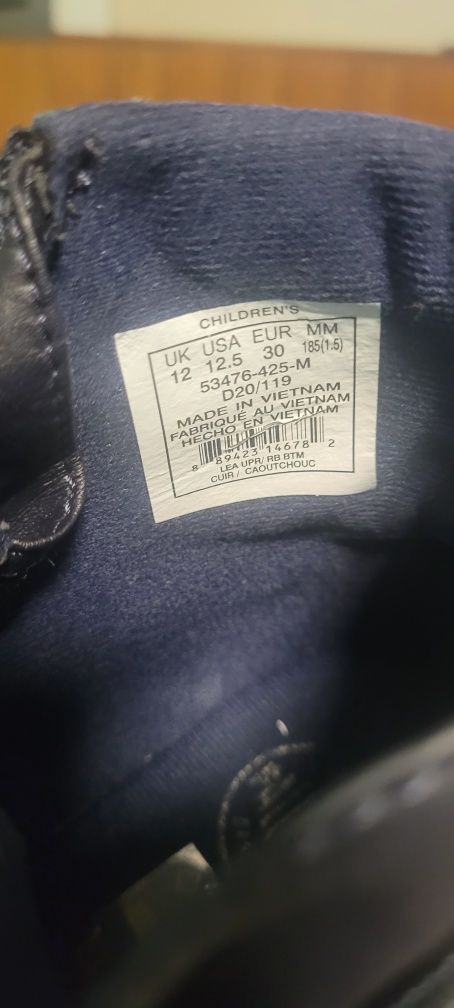 CHILDREN'S
UK USA EUR MM
12 12.5 30 185(1.5)
53476-425-M
D20/119
MADE IN VIETNAM
FABRIQUÉ AU VIETNAM
HECHO EN VIETNAM
8 89423 14678 2
LEA UPR/ RB BTM
CUIR / CAOUTCHOUC